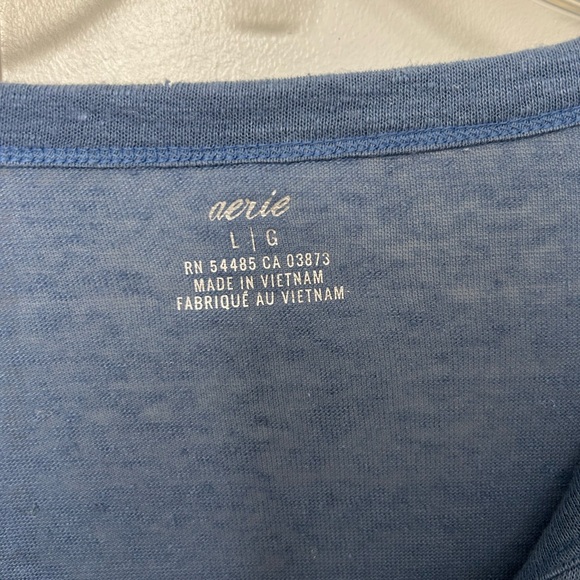 aerie
L | G
RN 54485 CA 03873
MADE IN VIETNAM
FABRIQUÉ AU VIETNAM